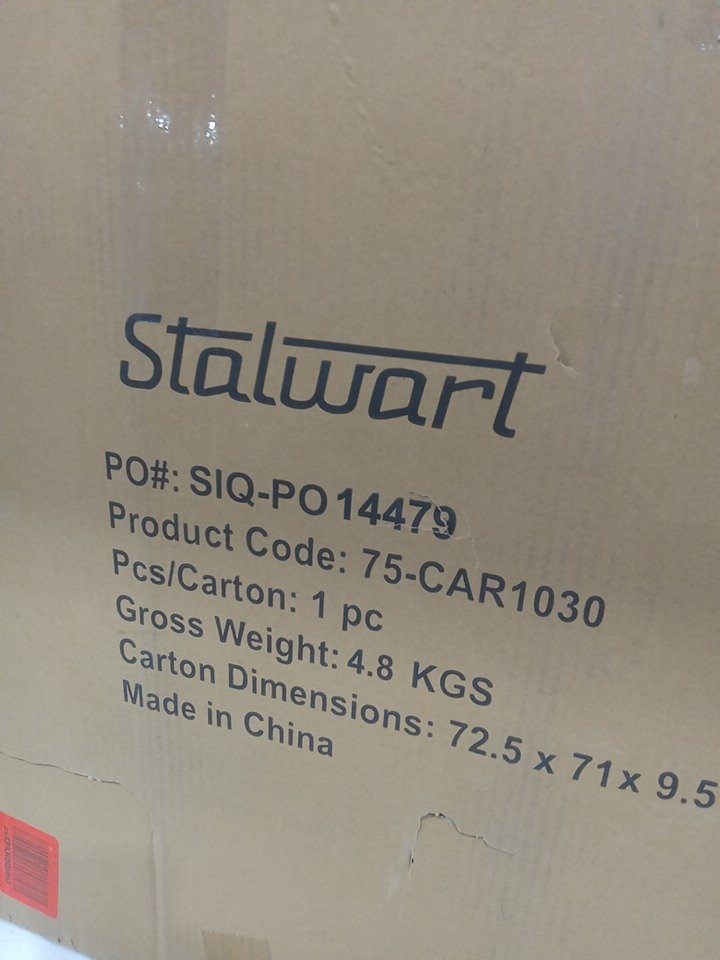 Stalwart
PO#: SIQ-PO14479
Product Code: 75-CAR1030
Pcs/Carton: 1 pc
Gross Weight: 4.8 KGS
Carton Dimensions: 72.5 x 71 x 9.5
Made in China